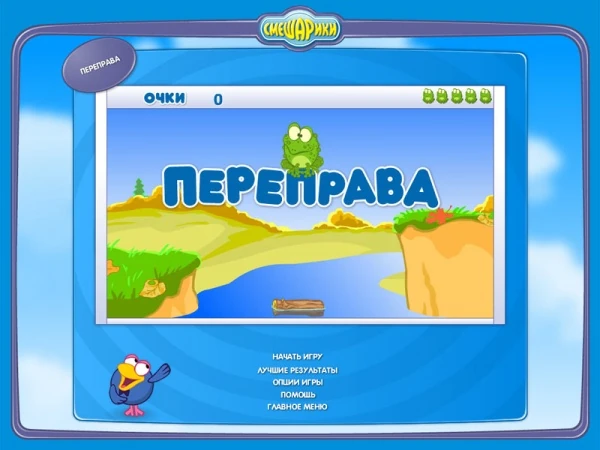 СМЕШАРИКИ
ПЕРЕПРАВА
ОЧКИ 0
ПЕРЕПРАВА
НАЧАТЬ ИГРУ
ЛУЧШИЕ РЕЗУЛЬТАТЫ
ОПЦИИ ИГРЫ
ПОМОЩЬ
ГЛАВНОЕ МЕНЮ